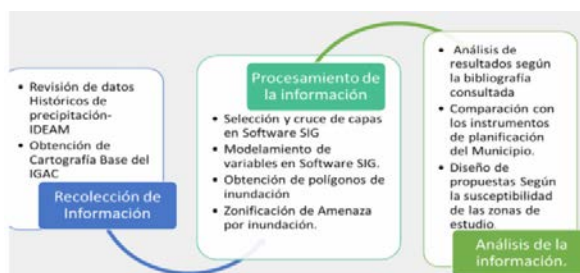 • Revisión de datos
Históricos de
precipitación-
IDEAM
• Obtención de
Cartografía Base del
IGAC
Recolección de
Información
Procesamiento de
la información
• Selección y cruce de capas
en Software SIG
• Modelamiento de
variables en Software SIG.
• Obtención de polígonos de
inundación
• Zonificación de Amenaza
por inundación.
• Análisis de
resultados según
la bibliografía
consultada
• Comparación con
los instrumentos
de planificación
del Municipio.
• Diseño de
propuestas Según
la susceptibilidad
de las zonas de
estudio.
Análisis de la
información.